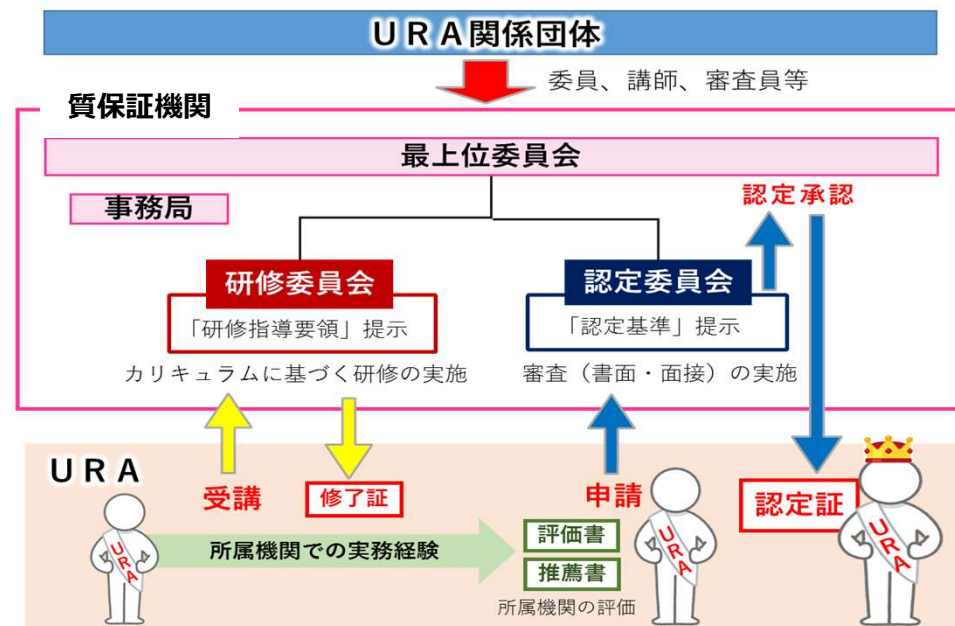 ＵＲＡ関係団体
委員、講師、審査員等
質保証機関
最上位委員会
事務局
認定承認
研修委員会
「研修指導要領」提示
カリキュラムに基づく研修の実施
認定委員会
「認定基準」提示
審査（書面・面接）の実施
ＵＲＡ
受講
修了証
申請
認定証
所属機関での実務経験
評価書
推薦書
所属機関の評価
URA
URA
URA